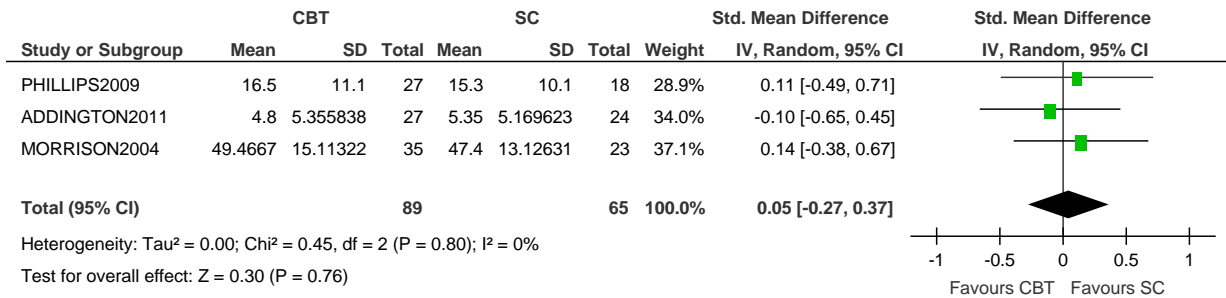 CBT SC Std. Mean Difference Std. Mean Difference
Study or Subgroup Mean SD Total Mean SD Total Weight IV, Random, 95% CI IV, Random, 95% CI
PHILLIPS2009 16.5 11.1 27 15.3 10.1 18 28.9% 0.11 [-0.49, 0.71]
ADDINGTON2011 4.8 5.355838 27 5.35 5.169623 24 34.0% -0.10 [-0.65, 0.45]
MORRISON2004 49.4667 15.11322 35 47.4 13.12631 23 37.1% 0.14 [-0.38, 0.67]
Total (95% CI) 89 65 100.0% 0.05 [-0.27, 0.37]
Heterogeneity: Tau² = 0.00; Chi² = 0.45, df = 2 (P = 0.80); I² = 0%
Test for overall effect: Z = 0.30 (P = 0.76)
-1 -0.5 0 0.5 1
Favours CBT Favours SC